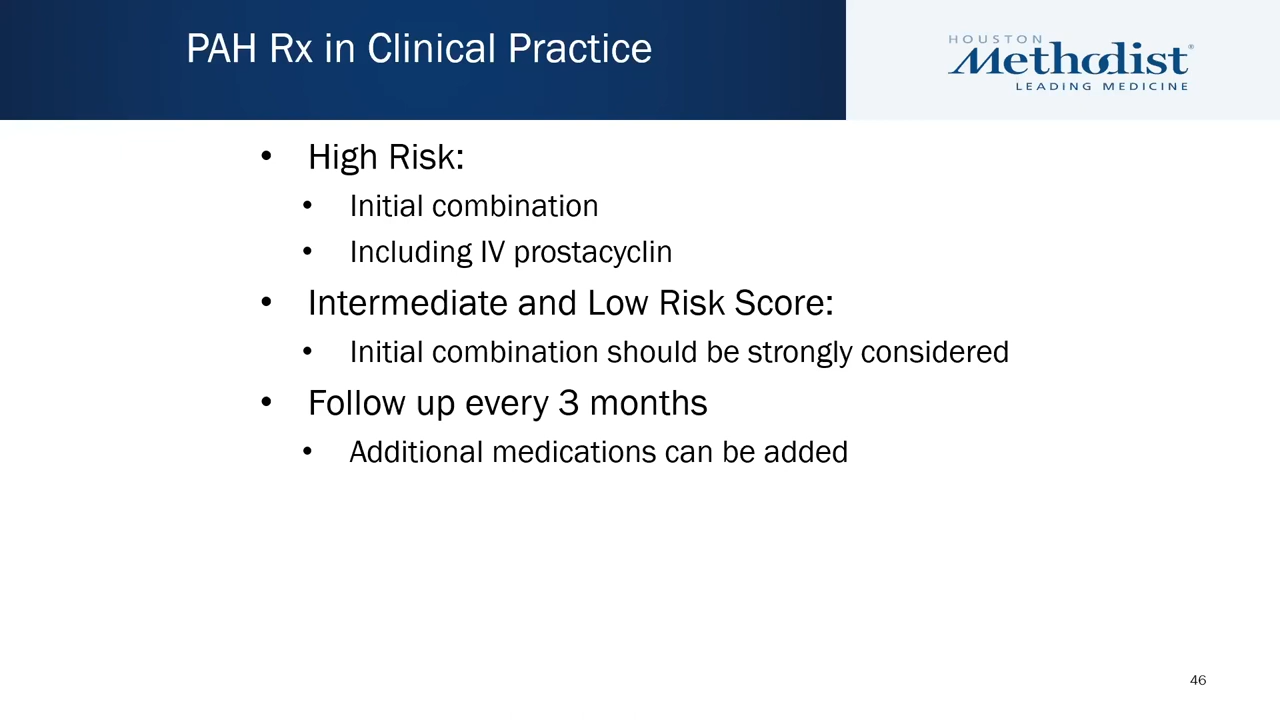 PAH Rx in Clinical Practice
HOUSTON
Methodist®
LEADING MEDICINE
• High Risk:
• Initial combination
• Including IV prostacyclin
• Intermediate and Low Risk Score:
• Initial combination should be strongly considered
• Follow up every 3 months
• Additional medications can be added
46